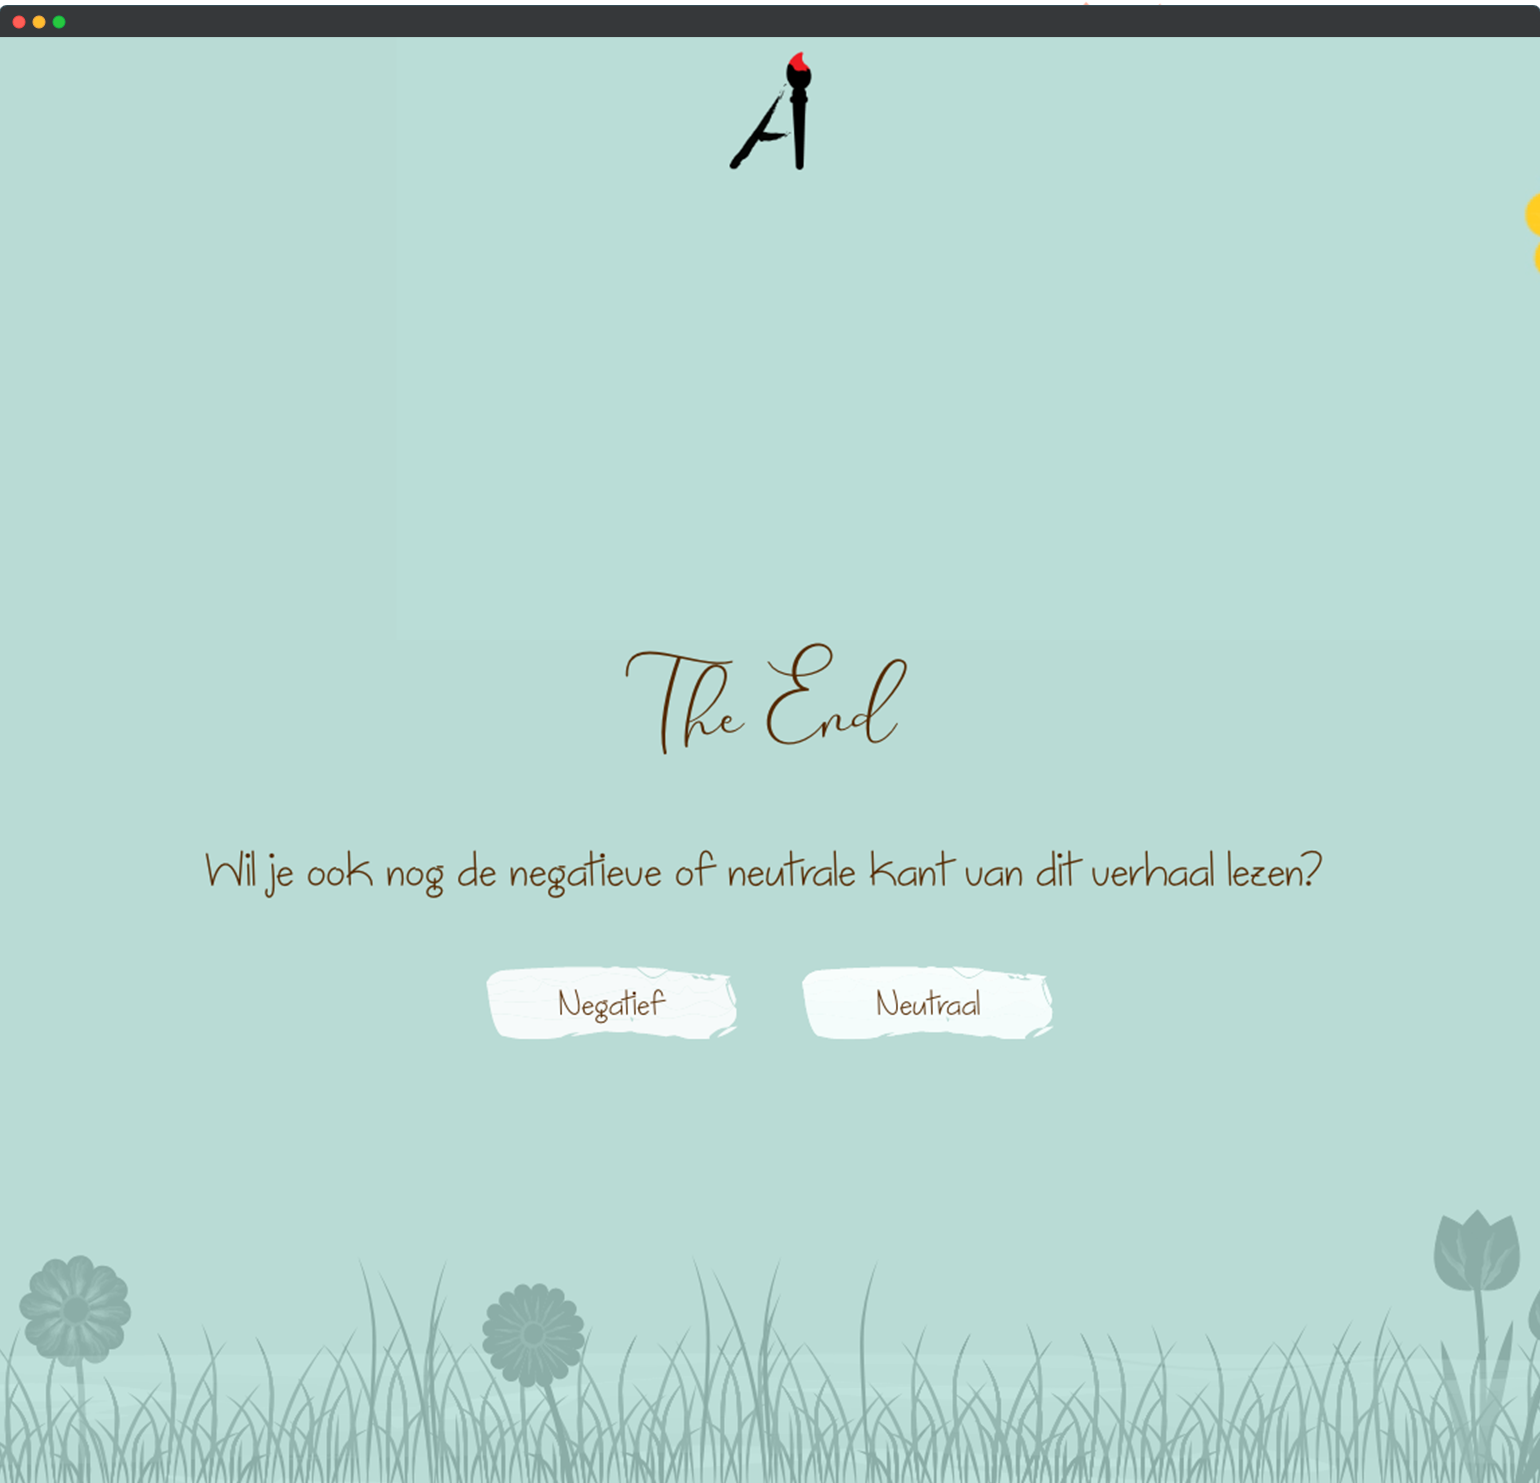 AI
The End
Wil je ook nog de negatieve of neutrale kant van dit verhaal lezen?
Negatief
Neutraal